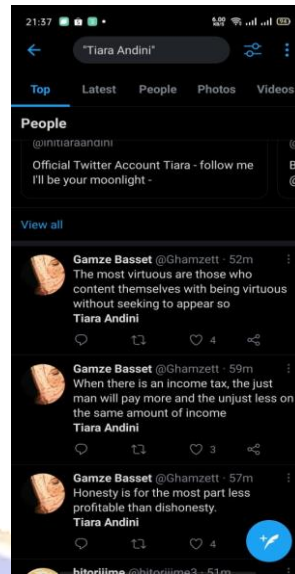 21:37
"Tiara Andini"
Top Latest People Photos Videos
People
@initiaraandini
Official Twitter Account Tiara - follow me
I'll be your moonlight -
View all
Gamze Basset @Ghamzett · 52m
The most virtuous are those who
content themselves with being virtuous
without seeking to appear so
Tiara Andini
4
Gamze Basset @Ghamzett · 59m
When there is an income tax, the just
man will pay more and the unjust less on
the same amount of income
Tiara Andini
3
Gamze Basset @Ghamzett · 57m
Honesty is for the most part less
profitable than dishonesty.
Tiara Andini
4
hitorijime @hitorijime3 · 51m